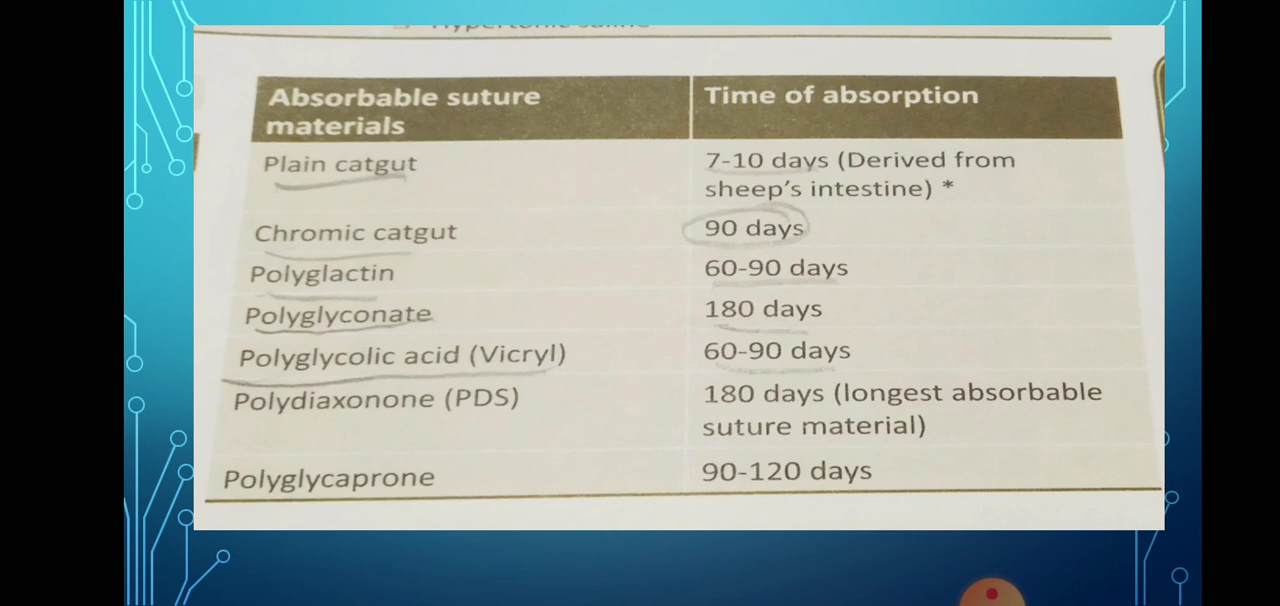 Hypertonic saline
Absorbable suture
materials
Time of absorption
Plain catgut
7-10 days (Derived from
sheep's intestine) *
Chromic catgut
90 days
Polyglactin
60-90 days
Polyglyconate
180 days
Polyglycolic acid (Vicryl)
60-90 days
Polydiaxonone (PDS)
180 days (longest absorbable
suture material)
Polyglycaprone
90-120 days